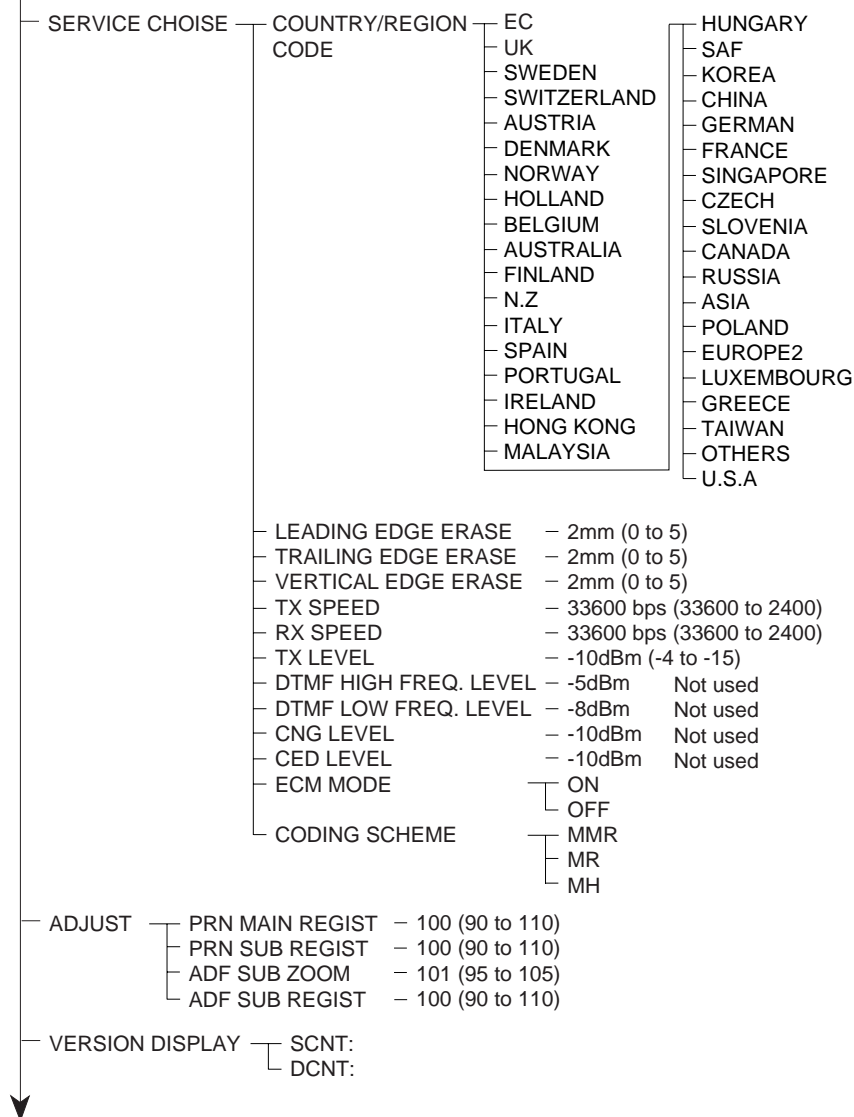 SERVICE CHOISE
COUNTRY/REGION
CODE
EC
UK
SWEDEN
SWITZERLAND
AUSTRIA
DENMARK
NORWAY
HOLLAND
BELGIUM
AUSTRALIA
FINLAND
N.Z
ITALY
SPAIN
PORTUGAL
IRELAND
HONG KONG
MALAYSIA
HUNGARY
SAF
KOREA
CHINA
GERMAN
FRANCE
SINGAPORE
CZECH
SLOVENIA
CANADA
RUSSIA
ASIA
POLAND
EUROPE2
LUXEMBOURG
GREECE
TAIWAN
OTHERS
U.S.A
LEADING EDGE ERASE – 2mm (0 to 5)
TRAILING EDGE ERASE – 2mm (0 to 5)
VERTICAL EDGE ERASE – 2mm (0 to 5)
TX SPEED – 33600 bps (33600 to 2400)
RX SPEED – 33600 bps (33600 to 2400)
TX LEVEL – -10dBm (-4 to -15)
DTMF HIGH FREQ. LEVEL – -5dBm Not used
DTMF LOW FREQ. LEVEL – -8dBm Not used
CNG LEVEL – -10dBm Not used
CED LEVEL – -10dBm Not used
ECM MODE ON
OFF
CODING SCHEME MMR
MR
MH
ADJUST PRN MAIN REGIST – 100 (90 to 110)
PRN SUB REGIST – 100 (90 to 110)
ADF SUB ZOOM – 101 (95 to 105)
ADF SUB REGIST – 100 (90 to 110)
VERSION DISPLAY SCNT:
DCNT: